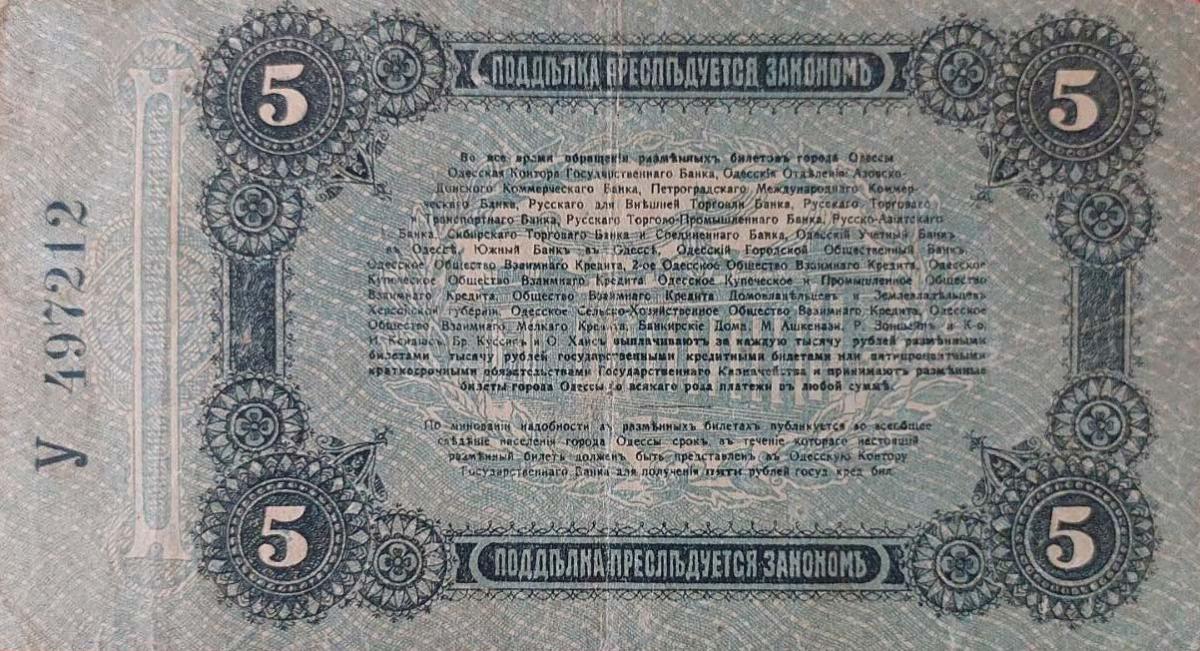 5
ПОДДѢЛКА ПРЕСЛѢДУЕТСЯ ЗАКОНОМЪ
5
Во все время обращенія размѣнныхъ билетовъ города Одессы
Одесская Контора Государственнаго Банка, Одесскія Отдѣленія: Азовско-
Донского Коммерческаго Банка, Петроградскаго Международнаго Коммер-
ческаго Банка, Русскаго для Внѣшней Торговли Банка, Русскаго Торговаго
и Транспортнаго Банка, Русскаго Торгово-Промышленнаго Банка, Русско-Азіатскаго
Банка, Сибирскаго Торговаго Банка и Соединеннаго Банка, Одесскій Учетный Банкъ
въ Одессѣ, Южный Банкъ въ Одессѣ, Одесскій Городской Общественный Банкъ,
Одесское Общество Взаимнаго Кредита, 2-ое Одесское Общество Взаимнаго Кредита, Одесское
Купеческое Общество Взаимнаго Кредита, Одесское Купеческое и Промышленное Общество
Взаимнаго Кредита, Общество Взаимнаго Кредита Домовладѣльцевъ и Землевладѣльцевъ
Херсонской губерніи, Одесское Сельско-Хозяйственное Общество Взаимнаго Кредита, Одесское
Общество Взаимнаго Мелкаго Кредита, Банкирскіе Дома: М. Ашкенази, Р. Зонштейнъ и К-о,
И. Бр. Куссисъ и О. Хаисъ выплачиваютъ за каждую тысячу рублей размѣнными
билетами тысячу рублей государственными кредитными билетами или пятипроцентными
краткосрочными обязательствами Государственнаго Казначейства и принимаютъ размѣнные
билеты города Одессы во всякаго рода платежи въ любой суммѣ.
По минованіи надобности въ размѣнныхъ билетахъ публикуется во всеобщее
свѣдѣніе населенія города Одессы срокъ, въ теченіе котораго настоящій
размѣнный билетъ долженъ быть представленъ въ Одесскую Контору
Государственнаго Банка для полученія пяти рублей госуд. кред. бил.
5
ПОДДѢЛКА ПРЕСЛѢДУЕТСЯ ЗАКОНОМЪ
5
У 497212